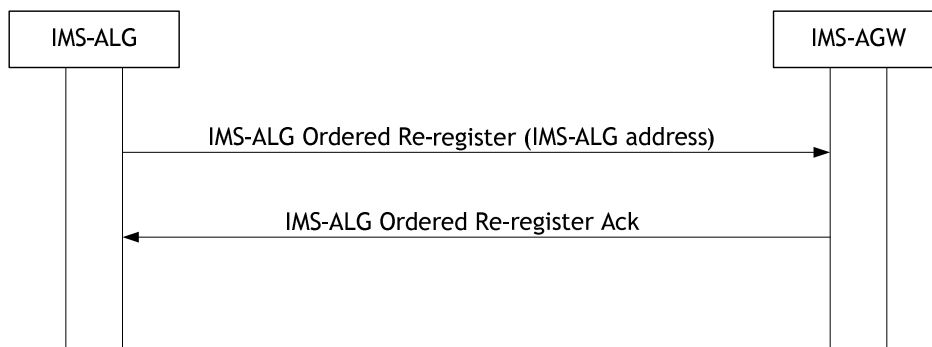 IMS-ALG
IMS-AGW
IMS-ALG Ordered Re-register (IMS-ALG address)
IMS-ALG Ordered Re-register Ack